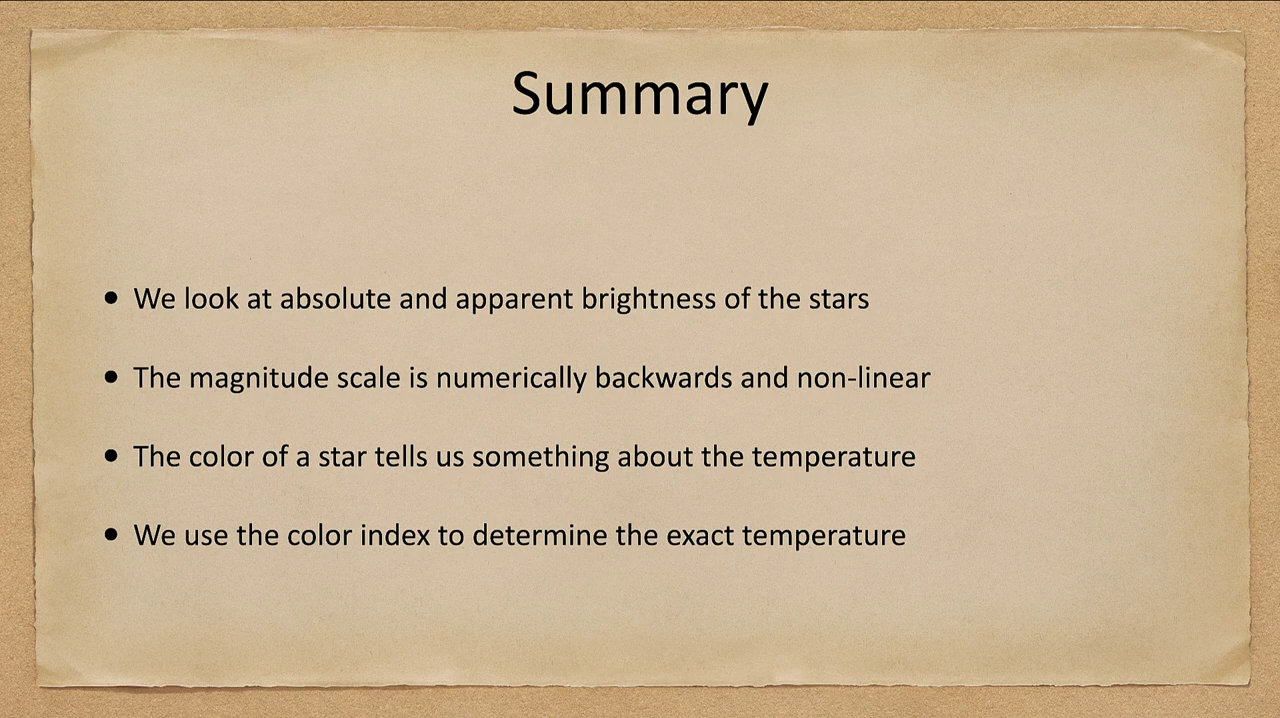 Summary
• We look at absolute and apparent brightness of the stars
• The magnitude scale is numerically backwards and non-linear
• The color of a star tells us something about the temperature
• We use the color index to determine the exact temperature